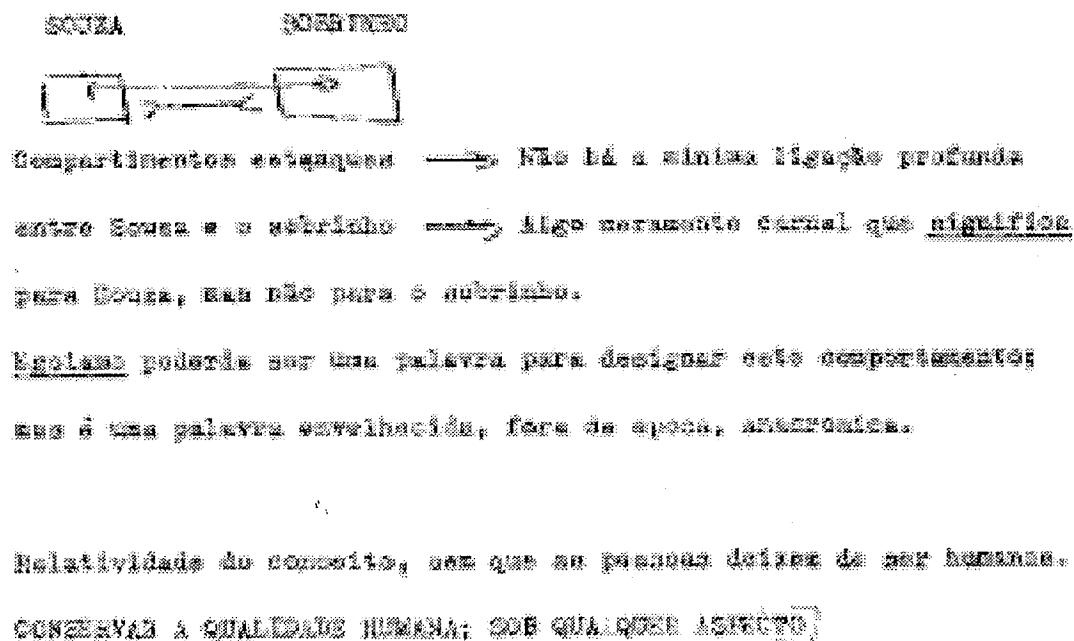 SOUZA SOBRINHO
Compartimentos estanques → Não há a mínima ligação profunda
entre Souza e o sobrinho → Algo meramente carnal que significa
para Souza, mas não para o sobrinho.
Egoísmo poderia ser uma palavra para designar este comportamento;
mas é uma palavra envelhecida, fora de época, anacrônica.
Relatividade do conceito, sem que as pessoas deixem de ser humanas.
CONSERVAR A QUALIDADE HUMANA; SOB QUALQUER ASPECTO